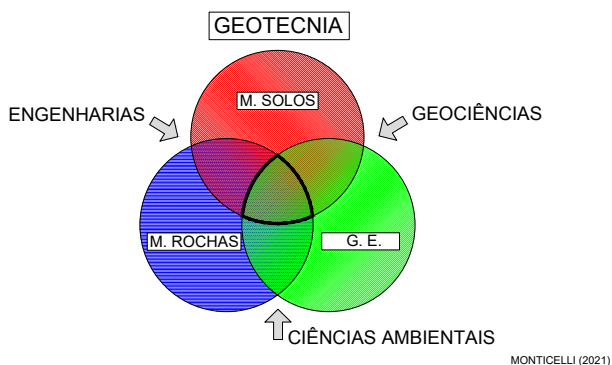 GEOTECNIA
M. SOLOS
ENGENHARIAS
GEOCIÊNCIAS
M. ROCHAS
G. E.
CIÊNCIAS AMBIENTAIS
MONTICELLI (2021)